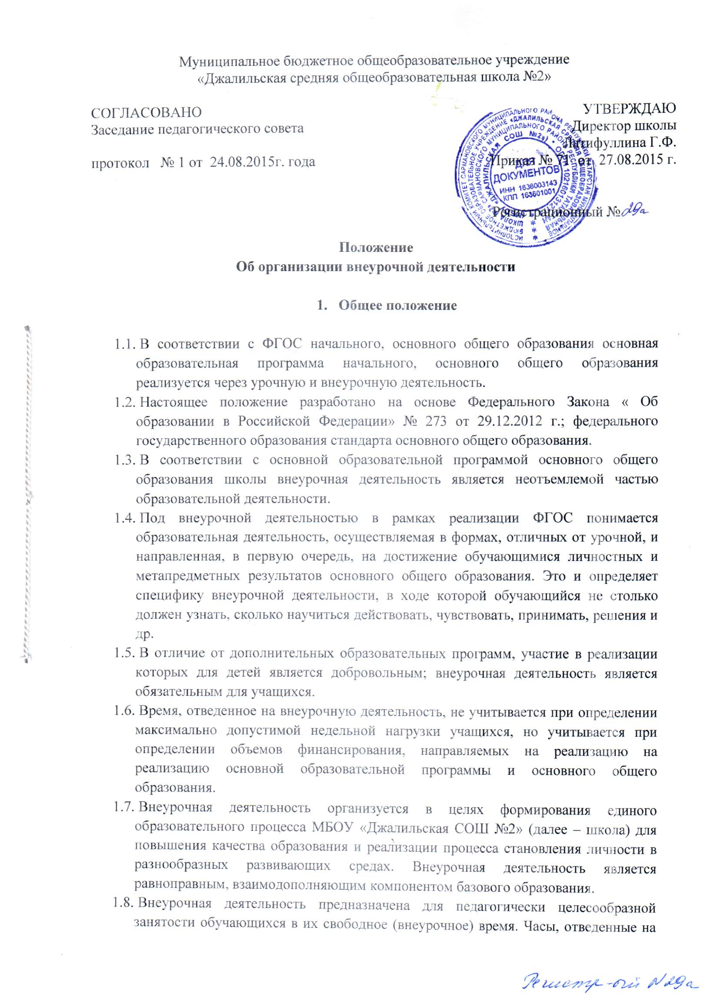 Муниципальное бюджетное общеобразовательное учреждение
«Джалильская средняя общеобразовательная школа №2»
СОГЛАСОВАНО
Заседание педагогического совета
протокол № 1 от 24.08.2015г. года
УТВЕРЖДАЮ
Директор школы
Латифуллина Г.Ф.
Приказ № 71 от 27.08.2015 г.
ДЛЯ
ДОКУМЕНТОВ
ИНН 1636003143
КПП 163601001
Регистрационный № 29а
Положение
Об организации внеурочной деятельности
1. Общее положение
1.1. В соответствии с ФГОС начального, основного общего образования основная
образовательная программа начального, основного общего образования
реализуется через урочную и внеурочную деятельность.
1.2. Настоящее положение разработано на основе Федерального Закона « Об
образовании в Российской Федерации» № 273 от 29.12.2012 г.; федерального
государственного образования стандарта основного общего образования.
1.3. В соответствии с основной образовательной программой основного общего
образования школы внеурочная деятельность является неотъемлемой частью
образовательной деятельности.
1.4. Под внеурочной деятельностью в рамках реализации ФГОС понимается
образовательная деятельность, осуществляемая в формах, отличных от урочной, и
направленная, в первую очередь, на достижение обучающимися личностных и
метапредметных результатов основного общего образования. Это и определяет
специфику внеурочной деятельности, в ходе которой обучающийся не столько
должен узнать, сколько научиться действовать, чувствовать, принимать, решения и
др.
1.5. В отличие от дополнительных образовательных программ, участие в реализации
которых для детей является добровольным; внеурочная деятельность является
обязательным для учащихся.
1.6. Время, отведенное на внеурочную деятельность, не учитывается при определении
максимально допустимой недельной нагрузки учащихся, но учитывается при
определении объемов финансирования, направляемых на реализацию на
реализацию основной образовательной программы и основного общего
образования.
1.7. Внеурочная деятельность организуется в целях формирования единого
образовательного процесса МБОУ «Джалильская СОШ №2» (далее – школа) для
повышения качества образования и реализации процесса становления личности в
разнообразных развивающих средах. Внеурочная деятельность является
равноправным, взаимодополняющим компонентом базового образования.
1.8. Внеурочная деятельность предназначена для педагогически целесообразной
занятости обучающихся в их свободное (внеурочное) время. Часы, отведенные на
Регистр-ый N 29а